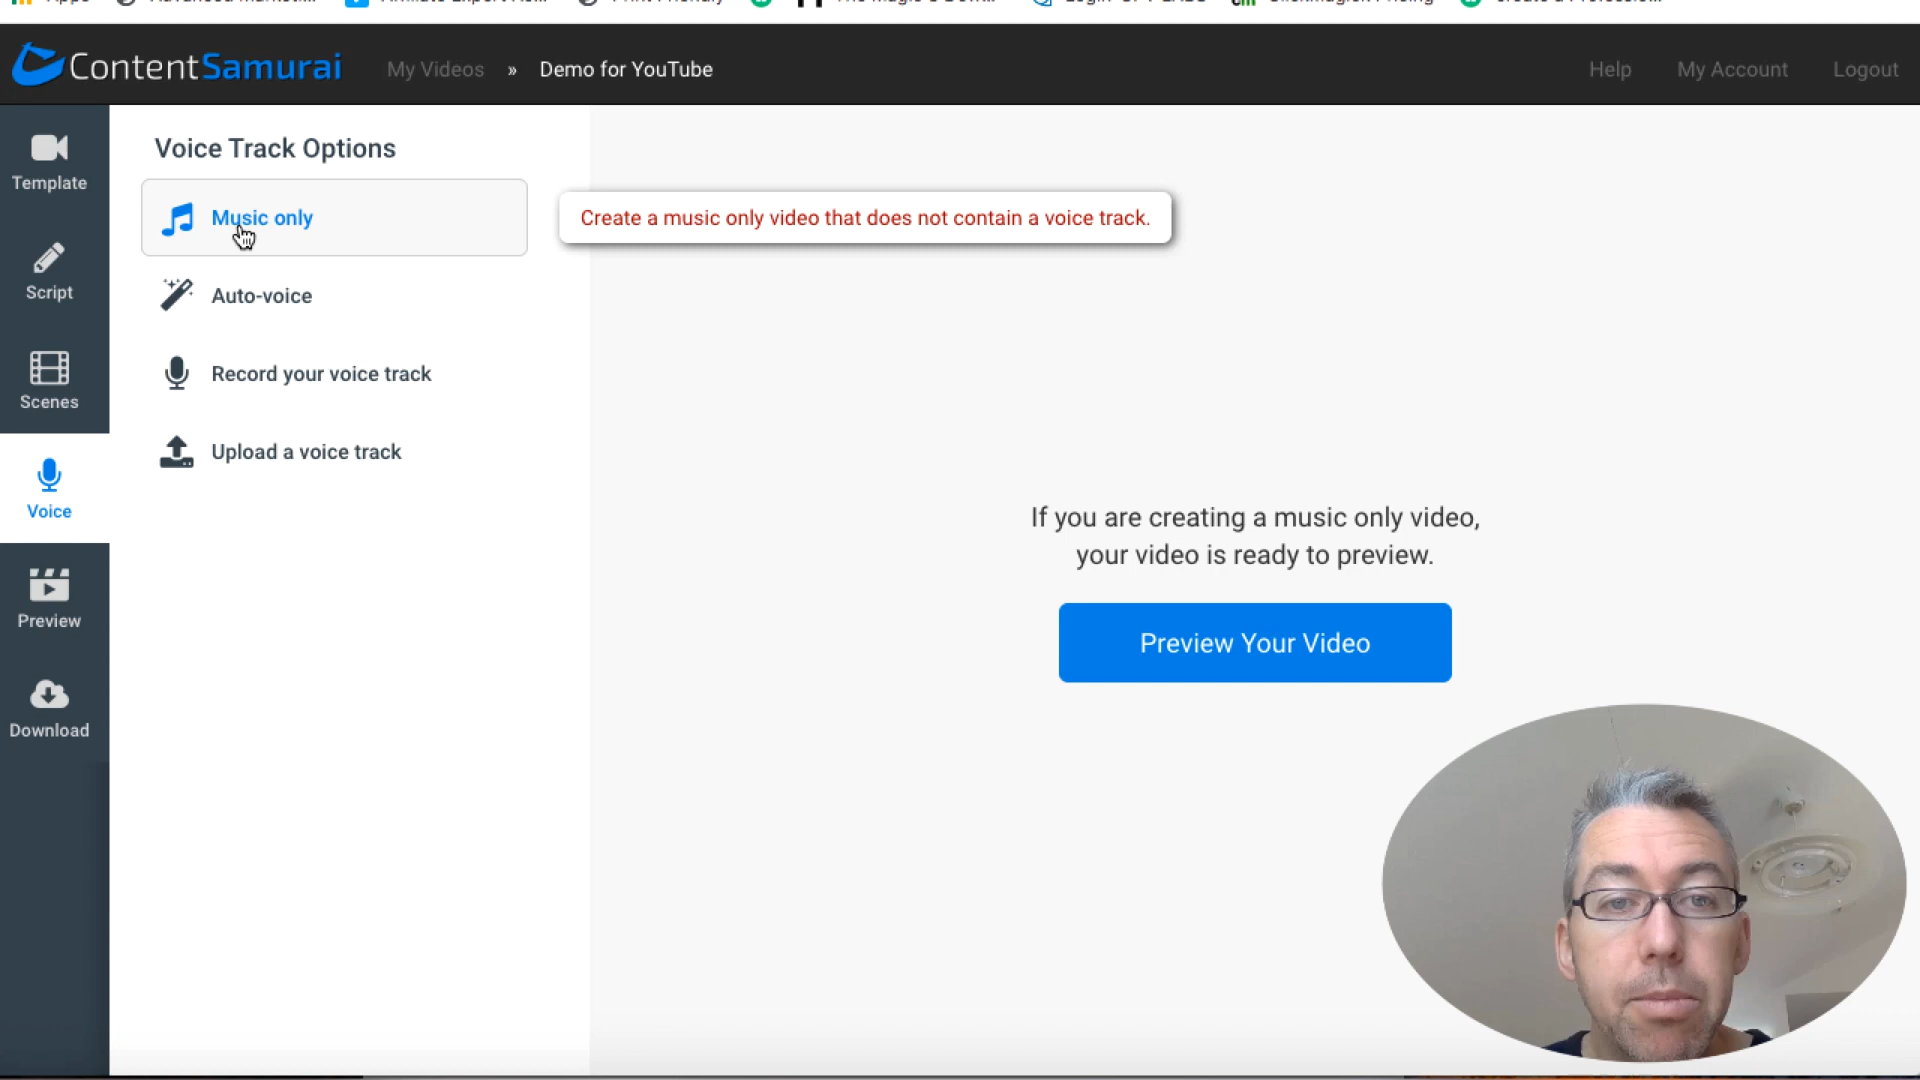 ContentSamurai My Videos » Demo for YouTube Help My Account Logout
Template
Script
Scenes
Voice
Preview
Download
Voice Track Options
Music only
Create a music only video that does not contain a voice track.
Auto-voice
Record your voice track
Upload a voice track
If you are creating a music only video,
your video is ready to preview.
Preview Your Video